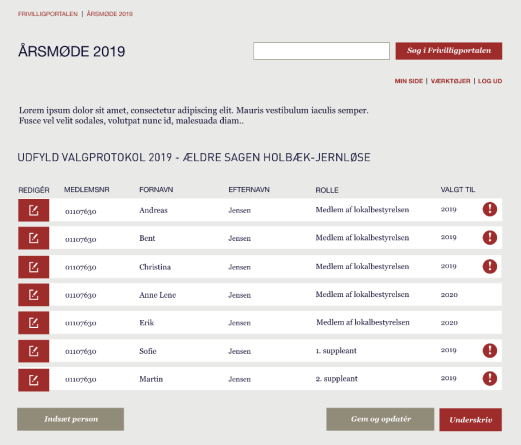 FRIVILLIGPORTALEN | ÅRSMØDE 2019
ÅRSMØDE 2019
Søg i Frivilligportalen
MIN SIDE | VÆRKTØJER | LOG UD
Lorem ipsum dolor sit amet, consectetur adipiscing elit. Mauris vestibulum iaculis semper.
Fusce vel velit sodales, volutpat nunc id, malesuada diam..
UDFYLD VALGPROTOKOL 2019 - ÆLDRE SAGEN HOLBÆK-JERNLØSE
REDIGÉR MEDLEMSNR FORNAVN EFTERNAVN ROLLE VALGT TIL
01107630 Andreas Jensen Medlem af lokalbestyrelsen 2019 !
01107630 Bent Jensen Medlem af lokalbestyrelsen 2019 !
01107630 Christina Jensen Medlem af lokalbestyrelsen 2019 !
01107630 Anne Lene Jensen Medlem af lokalbestyrelsen 2020
01107630 Erik Jensen Medlem af lokalbestyrelsen 2020
01107630 Sofie Jensen 1. suppleant 2019 !
01107630 Martin Jensen 2. suppleant 2019 !
Indsæt person Gem og opdatér Underskriv